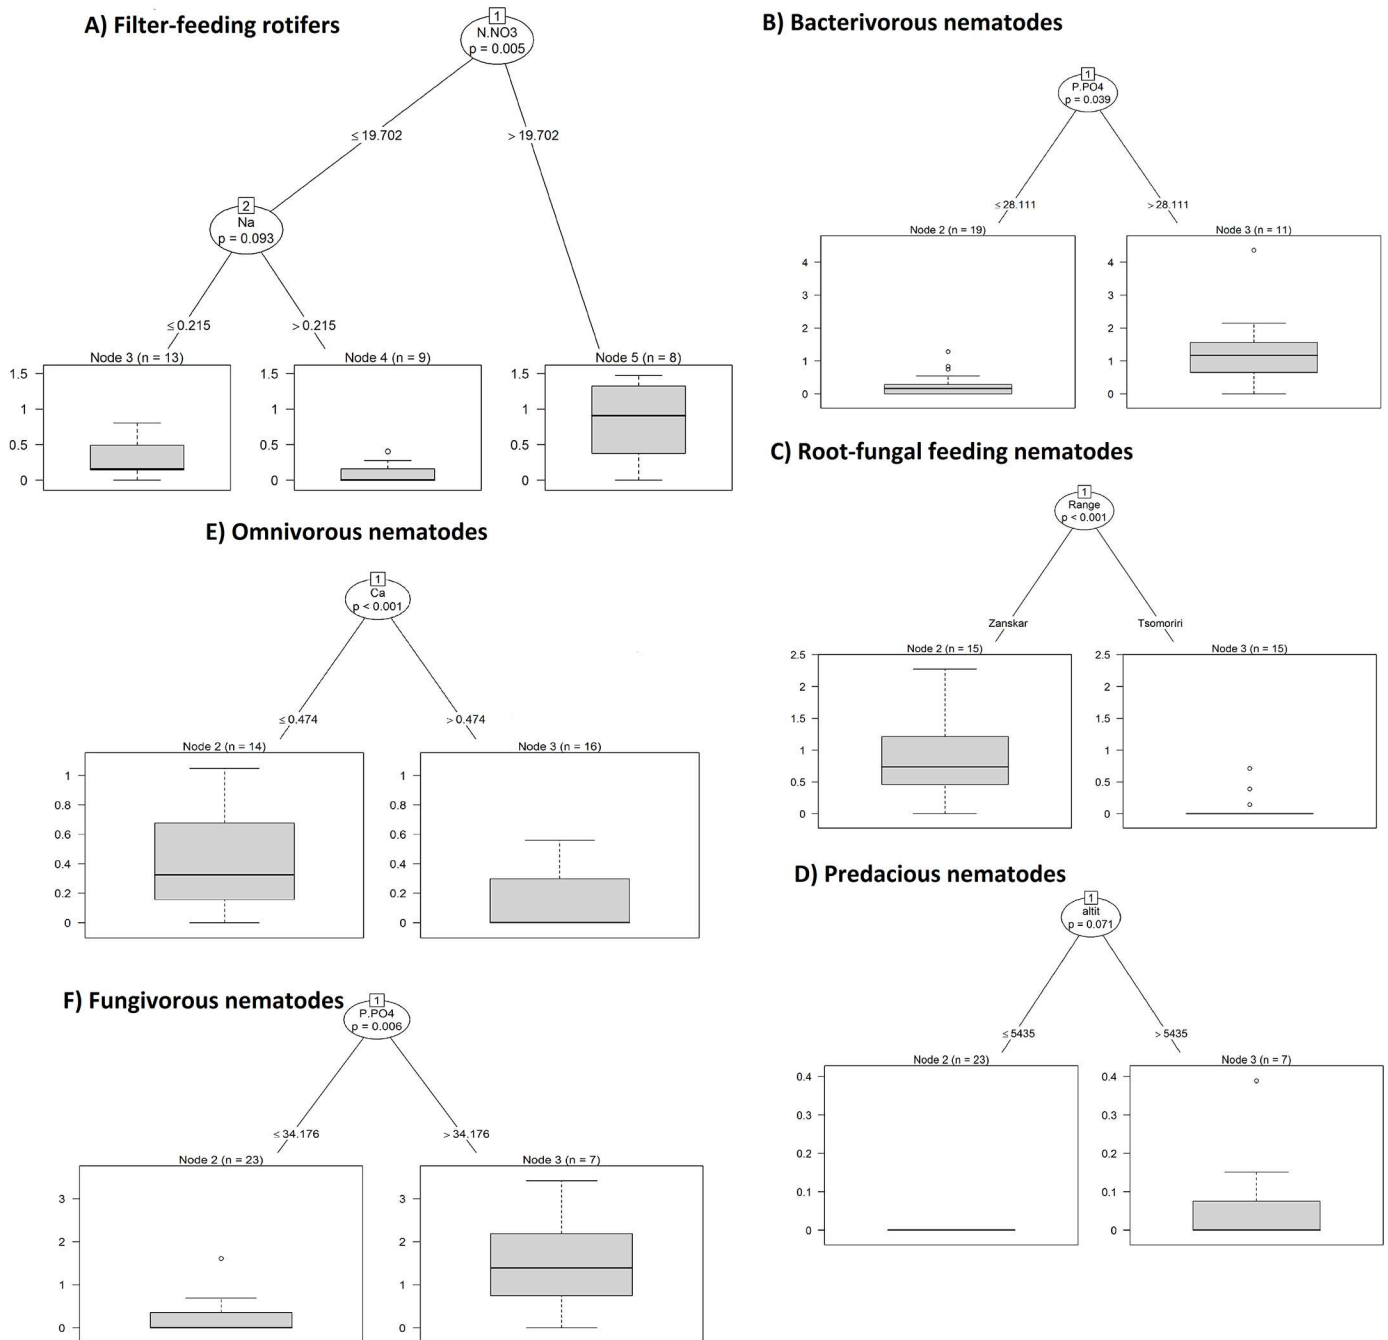 A) Filter-feeding rotifers
1
N.NO3
p = 0.005
≤ 19.702
> 19.702
2
Na
p = 0.093
≤ 0.215
> 0.215
Node 3 (n = 13)
1.5
1
0.5
0
Node 4 (n = 9)
1.5
1
0.5
0
Node 5 (n = 8)
1.5
1
0.5
0
B) Bacterivorous nematodes
1
P.PO4
p = 0.039
≤ 28.111
> 28.111
Node 2 (n = 19)
4
3
2
1
0
Node 3 (n = 11)
4
3
2
1
0
C) Root-fungal feeding nematodes
1
Range
p < 0.001
Zanskar
Tsomoriri
Node 2 (n = 15)
2.5
2
1.5
1
0.5
0
Node 3 (n = 15)
2.5
2
1.5
1
0.5
0
E) Omnivorous nematodes
1
Ca
p < 0.001
≤ 0.474
> 0.474
Node 2 (n = 14)
1
0.8
0.6
0.4
0.2
0
Node 3 (n = 16)
1
0.8
0.6
0.4
0.2
0
D) Predacious nematodes
1
altit
p = 0.071
≤ 5435
> 5435
Node 2 (n = 23)
0.4
0.3
0.2
0.1
0
Node 3 (n = 7)
0.4
0.3
0.2
0.1
0
F) Fungivorous nematodes
1
P.PO4
p = 0.006
≤ 34.176
> 34.176
Node 2 (n = 23)
3
2
1
0
Node 3 (n = 7)
3
2
1
0